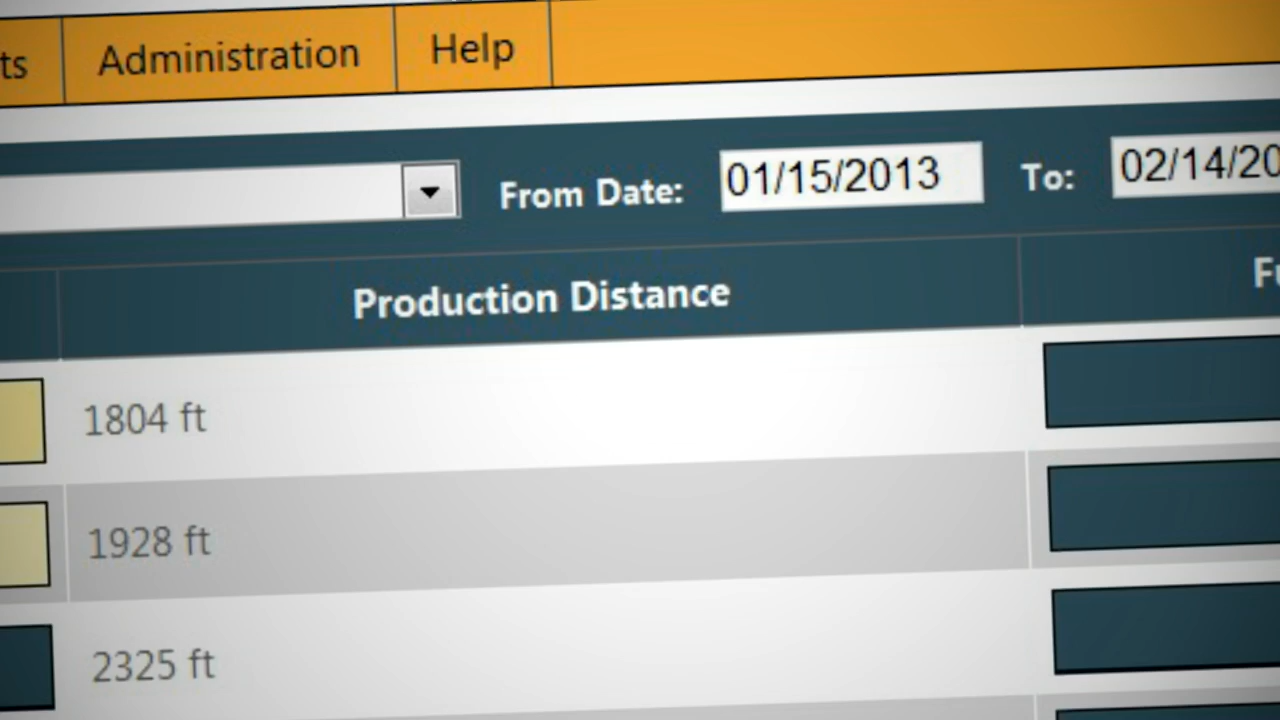 ts Administration Help
From Date: 01/15/2013 To: 02/14/20
Production Distance Fu
1804 ft
1928 ft
2325 ft